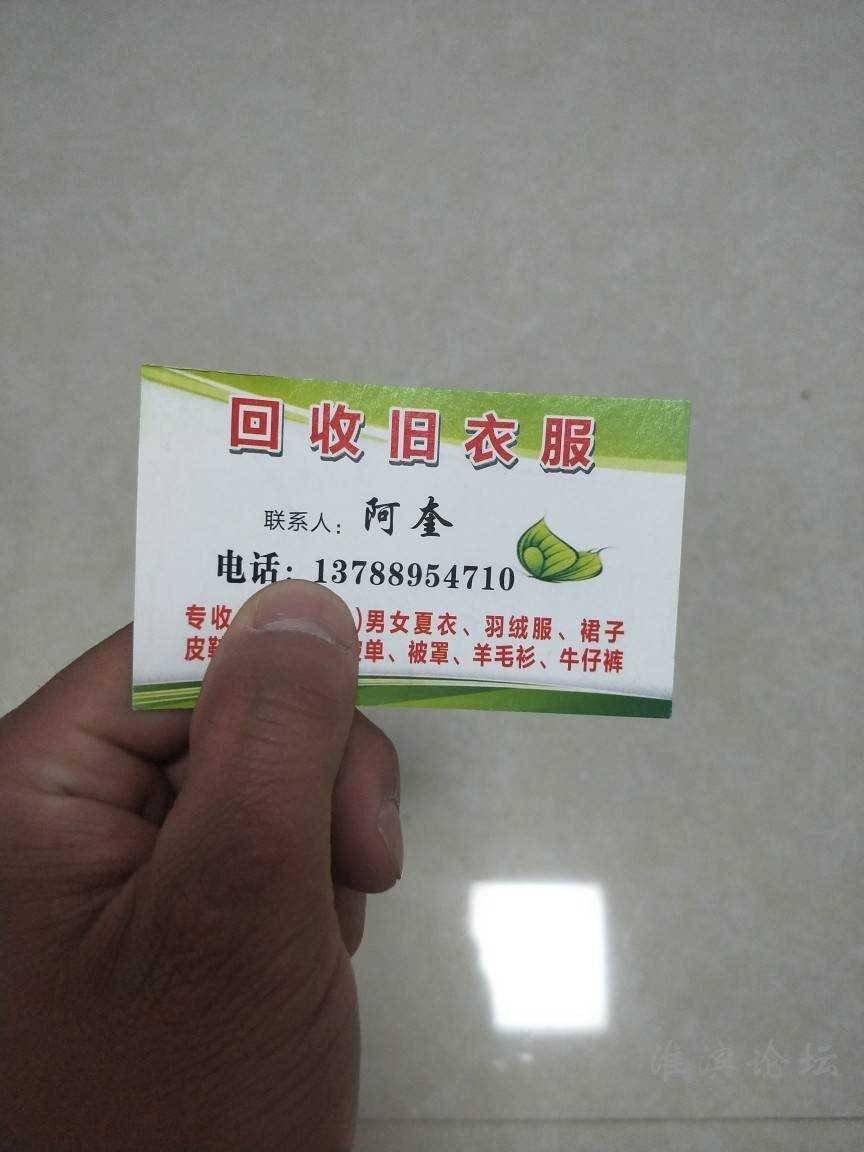 回收旧衣服
联系人：阿奎
电话：13788954710
专收 )男女夏衣、羽绒服、裙子
皮鞋 单、被罩、羊毛衫、牛仔裤
淮滨论坛